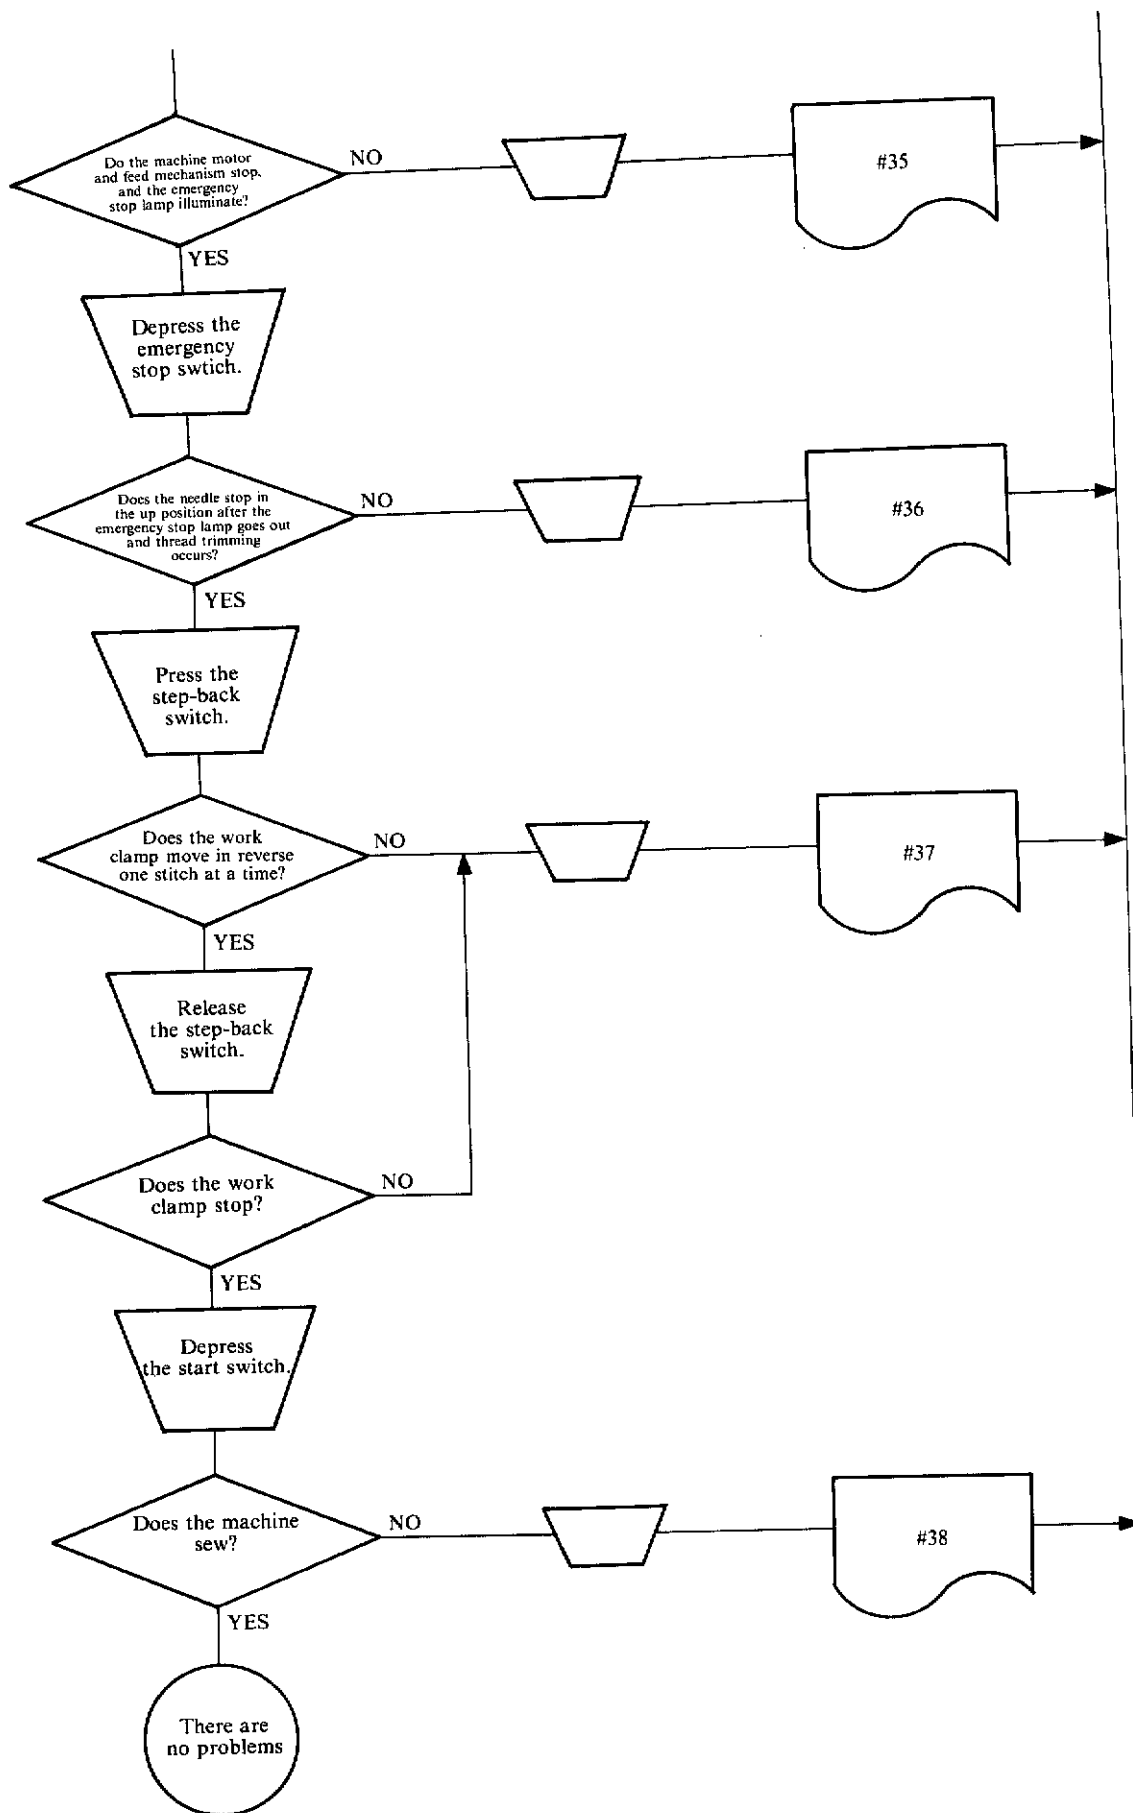 Do the machine motor
and feed mechanism stop,
and the emergency
stop lamp illuminate?
NO
#35
YES
Depress the
emergency
stop swtich.
Does the needle stop in
the up position after the
emergency stop lamp goes out
and thread trimming
occurs?
NO
#36
YES
Press the
step-back
switch.
Does the work
clamp move in reverse
one stitch at a time?
NO
#37
YES
Release
the step-back
switch.
Does the work
clamp stop?
NO
YES
Depress
the start switch.
Does the machine
sew?
NO
#38
YES
There are
no problems